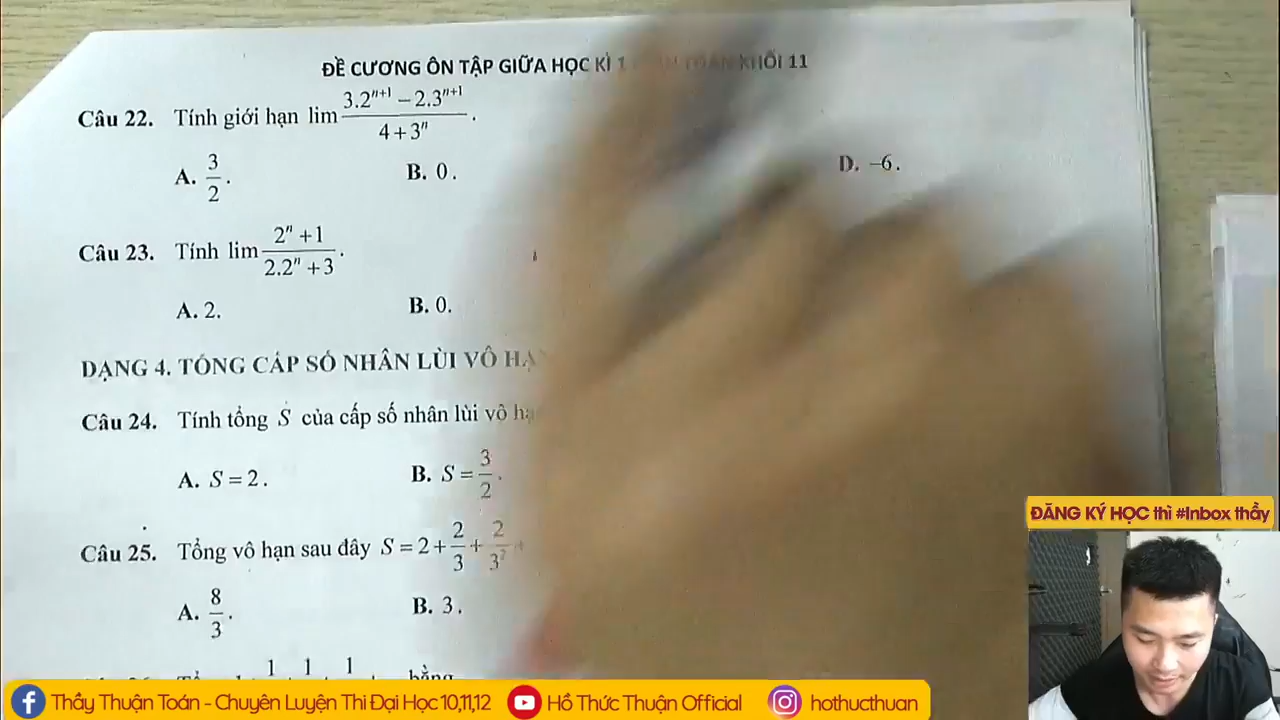 ĐỀ CƯƠNG ÔN TẬP GIỮA HỌC KÌ 1 TOÁN KHỐI 11
Câu 22. Tính giới hạn lim (3.2^(n+1) − 2.3^(n+1))/(4 + 3^n).
A. 3/2. B. 0. D. −6.
Câu 23. Tính lim (2^n + 1)/(2.2^n + 3).
A. 2. B. 0.
DẠNG 4. TỔNG CẤP SỐ NHÂN LÙI VÔ HẠN
Câu 24. Tính tổng S của cấp số nhân lùi vô
A. S = 2. B. S = 3/2.
Câu 25. Tổng vô hạn sau đây S = 2 + 2/3 + 2/3² +
A. 8/3. B. 3.
bằng
ĐĂNG KÝ HỌC thì #Inbox thầy
Thầy Thuận Toán - Chuyên Luyện Thi Đại Học 10,11,12 Hồ Thức Thuận Official hothucthuan